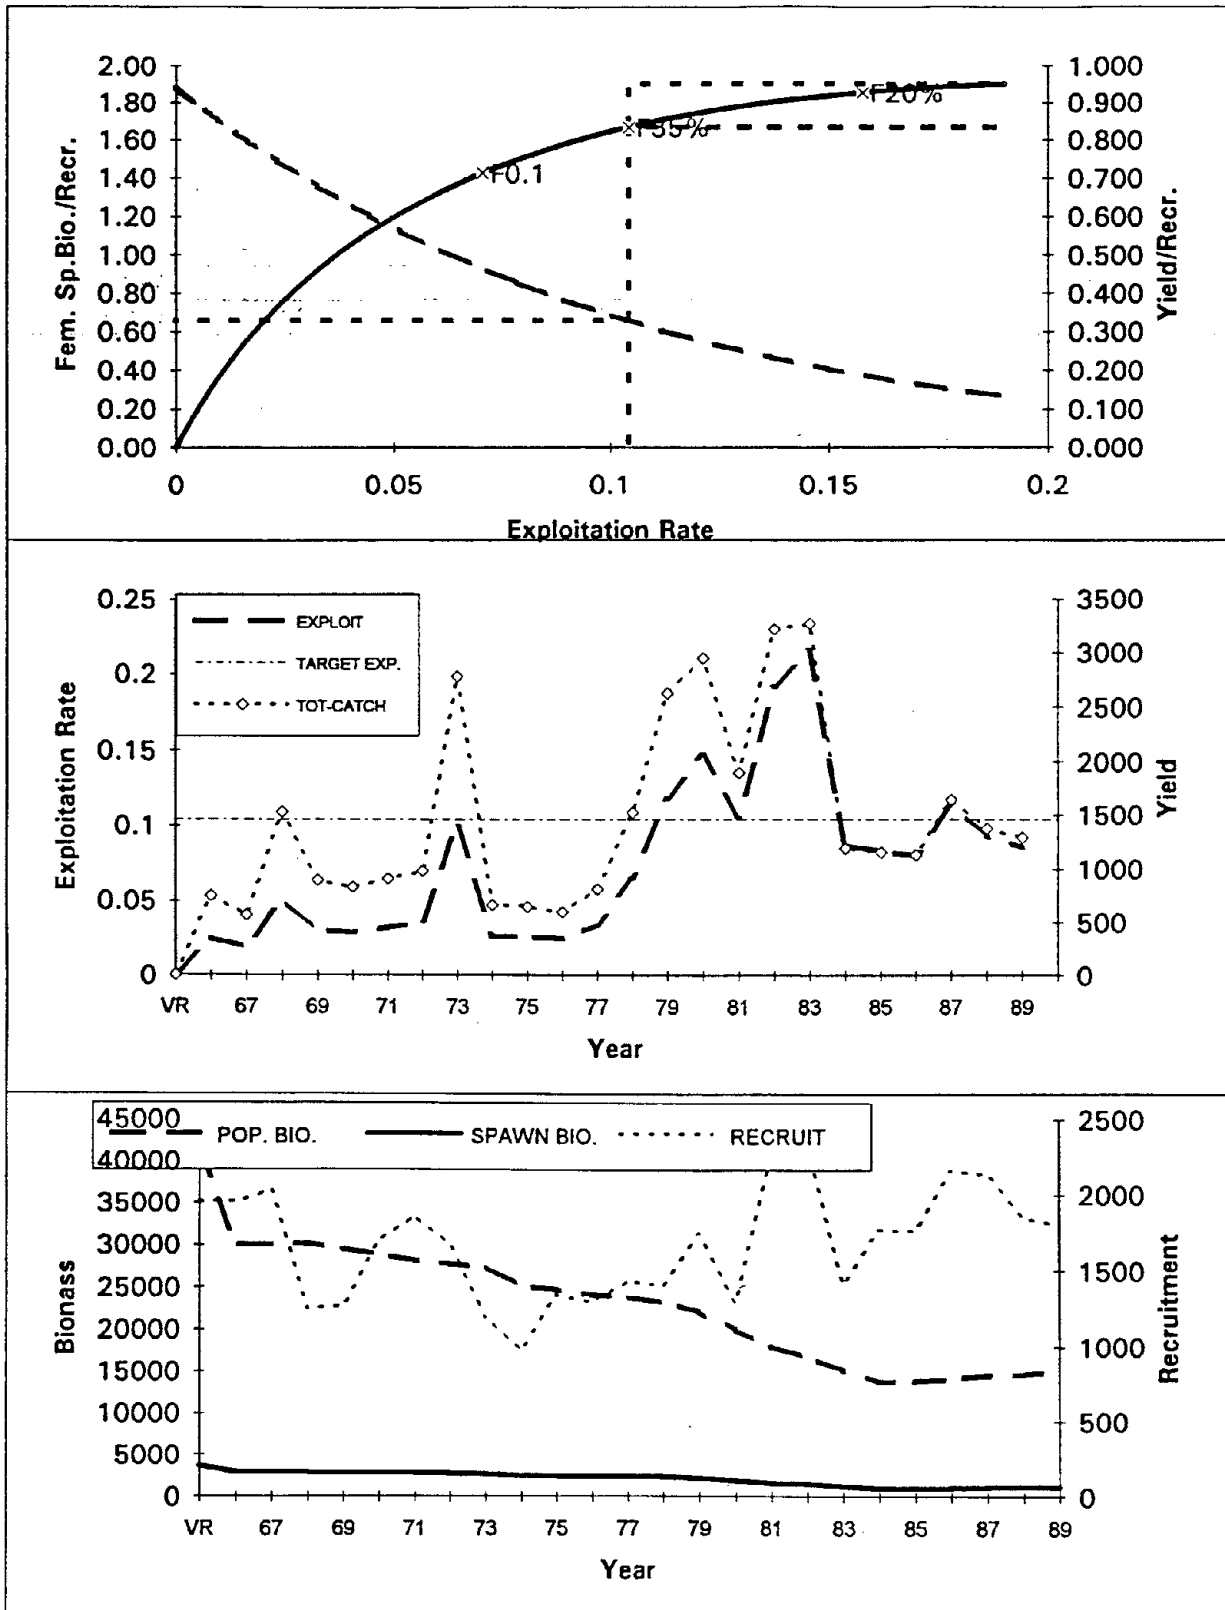 2.00
1.80
1.60
1.40
1.20
1.00
0.80
0.60
0.40
0.20
0.00
Fem. Sp.Bio./Recr.
F0.1
F35%
F20%
1.000
0.900
0.800
0.700
0.600
0.500
0.400
0.300
0.200
0.100
0.000
Yield/Recr.
0 0.05 0.1 0.15 0.2
Exploitation Rate
0.25
0.2
0.15
0.1
0.05
0
Exploitation Rate
EXPLOIT
TARGET EXP.
TOT-CATCH
3500
3000
2500
2000
1500
1000
500
0
Yield
VR 67 69 71 73 75 77 79 81 83 85 87 89
Year
45000
40000
35000
30000
25000
20000
15000
10000
5000
0
Bionass
POP. BIO. SPAWN BIO. RECRUIT
2500
2000
1500
1000
500
0
Recruitment
VR 67 69 71 73 75 77 79 81 83 85 87 89
Year